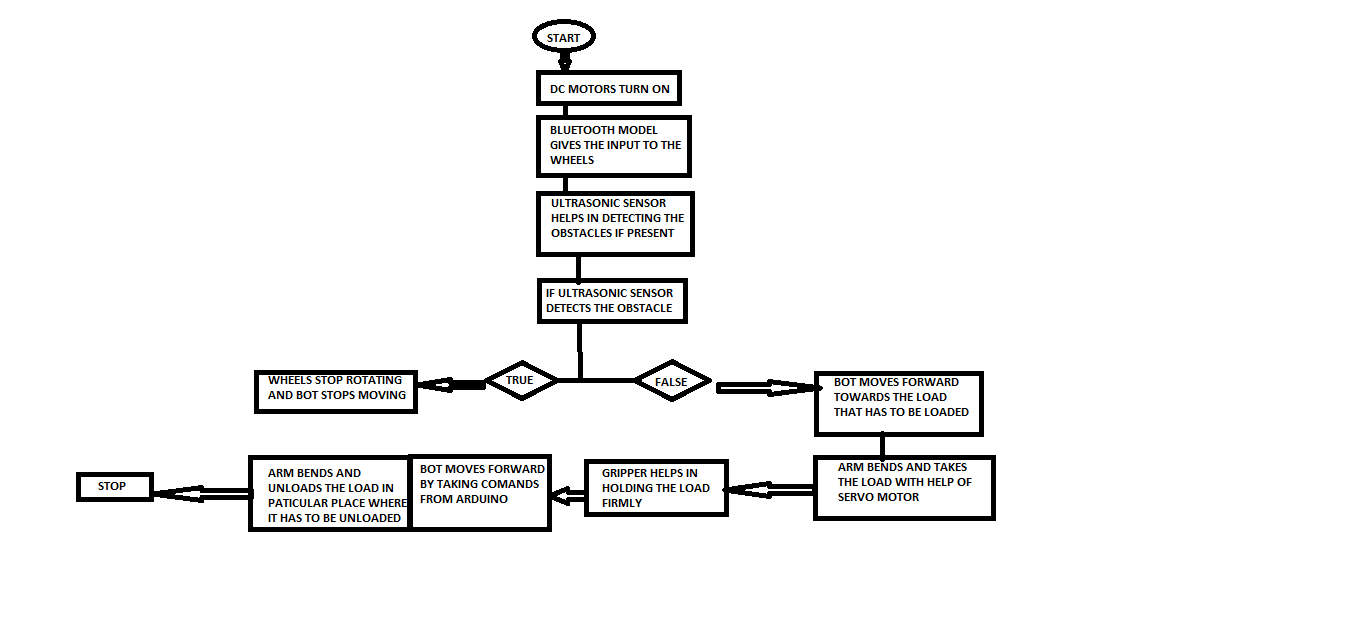 START
DC MOTORS TURN ON
BLUETOOTH MODEL
GIVES THE INPUT TO THE
WHEELS
ULTRASONIC SENSOR
HELPS IN DETECTING THE
OBSTACLES IF PRESENT
IF ULTRASONIC SENSOR
DETECTS THE OBSTACLE
TRUE
FALSE
WHEELS STOP ROTATING
AND BOT STOPS MOVING
BOT MOVES FORWARD
TOWARDS THE LOAD
THAT HAS TO BE LOADED
ARM BENDS AND TAKES
THE LOAD WITH HELP OF
SERVO MOTOR
GRIPPER HELPS IN
HOLDING THE LOAD
FIRMLY
BOT MOVES FORWARD
BY TAKING COMANDS
FROM ARDUINO
ARM BENDS AND
UNLOADS THE LOAD IN
PATICULAR PLACE WHERE
IT HAS TO BE UNLOADED
STOP